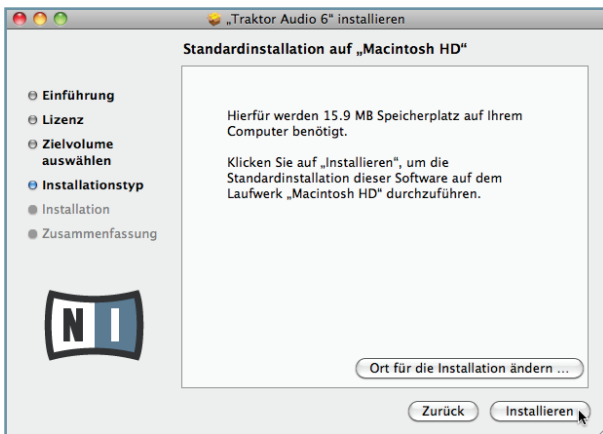 „Traktor Audio 6“ installieren
Standardinstallation auf „Macintosh HD“
Einführung
Lizenz
Zielvolume
auswählen
Installationstyp
Installation
Zusammenfassung
Hierfür werden 15.9 MB Speicherplatz auf Ihrem
Computer benötigt.
Klicken Sie auf „Installieren“, um die
Standardinstallation dieser Software auf dem
Laufwerk „Macintosh HD“ durchzuführen.
NI
Ort für die Installation ändern ...
Zurück
Installieren